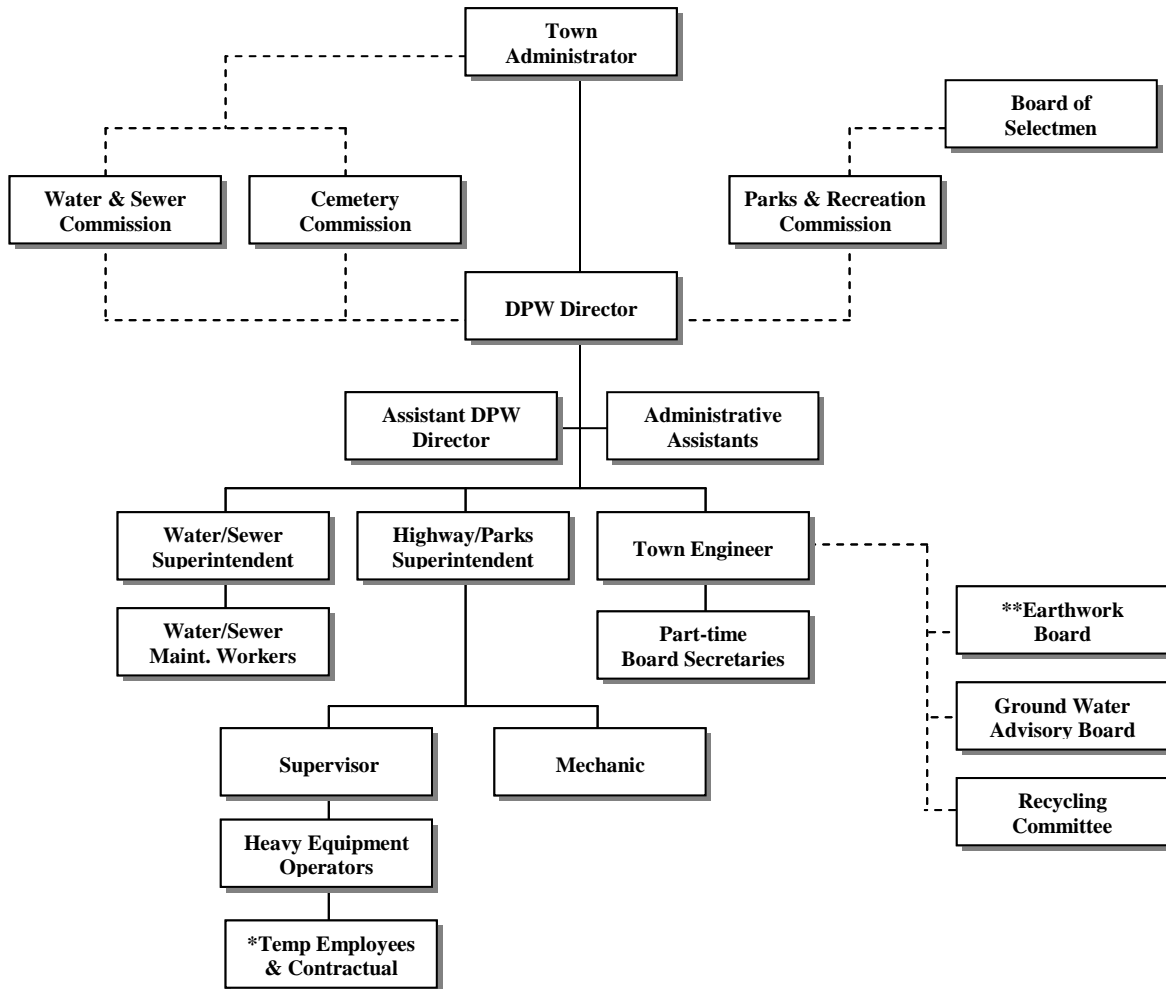 Town
Administrator
Board of
Selectmen
Water & Sewer
Commission
Cemetery
Commission
Parks & Recreation
Commission
DPW Director
Assistant DPW
Director
Administrative
Assistants
Water/Sewer
Superintendent
Highway/Parks
Superintendent
Town Engineer
Water/Sewer
Maint. Workers
Part-time
Board Secretaries
**Earthwork
Board
Ground Water
Advisory Board
Supervisor
Mechanic
Recycling
Committee
Heavy Equipment
Operators
*Temp Employees
& Contractual